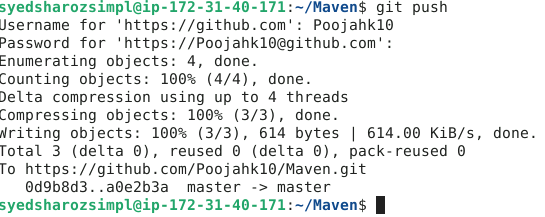 syedsharozsimpl@ip-172-31-40-171:~/Maven$ git push
Username for 'https://github.com': Poojahk10
Password for 'https://Poojahk10@github.com':
Enumerating objects: 4, done.
Counting objects: 100% (4/4), done.
Delta compression using up to 4 threads
Compressing objects: 100% (3/3), done.
Writing objects: 100% (3/3), 614 bytes | 614.00 KiB/s, done.
Total 3 (delta 0), reused 0 (delta 0), pack-reused 0
To https://github.com/Poojahk10/Maven.git
   0d9b8d3..a0e2b3a  master -> master
syedsharozsimpl@ip-172-31-40-171:~/Maven$